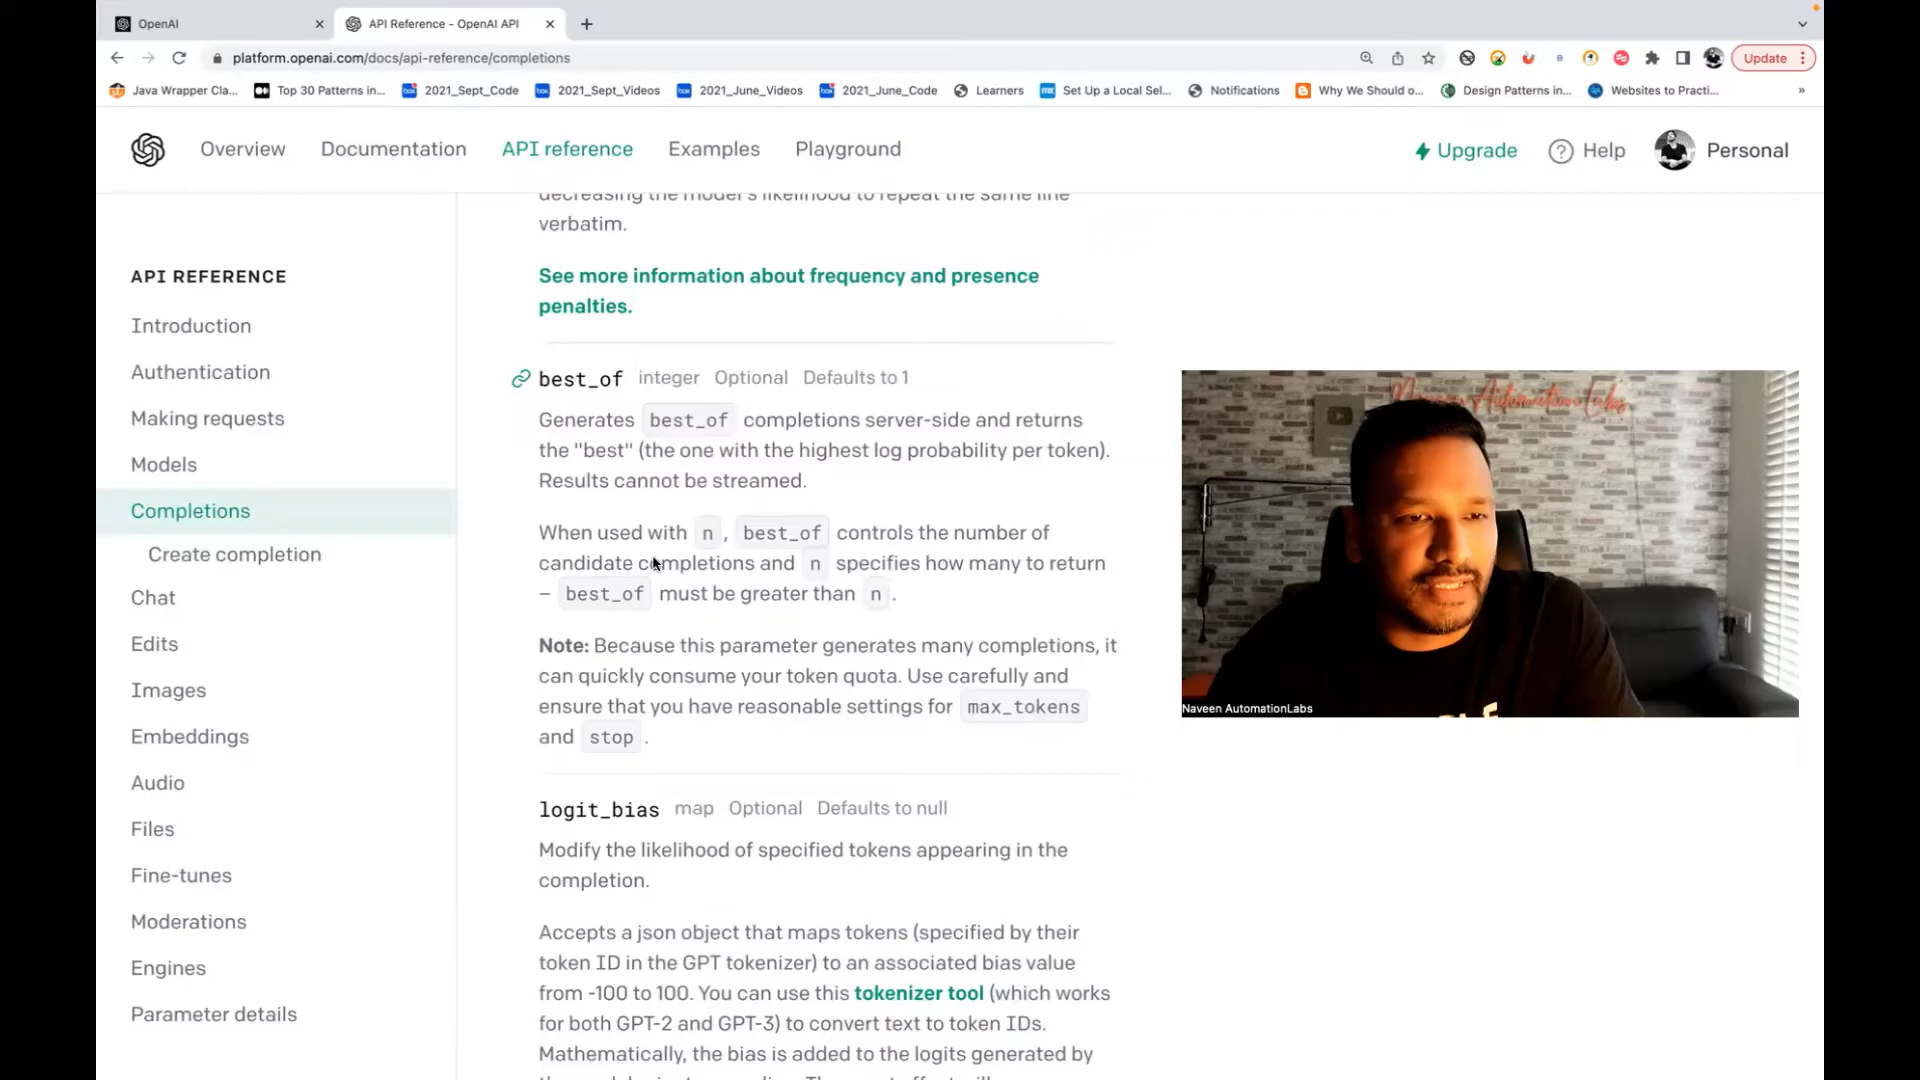 OpenAI
API Reference - OpenAI API
platform.openai.com/docs/api-reference/completions
Update
Java Wrapper Cla...
Top 30 Patterns in...
2021_Sept_Code
2021_Sept_Videos
2021_June_Videos
2021_June_Code
Learners
Set Up a Local Sel...
Notifications
Why We Should o...
Design Patterns in...
Websites to Practi...
»
Overview
Documentation
API reference
Examples
Playground
Upgrade
Help
Personal
API REFERENCE
Introduction
Authentication
Making requests
Models
Completions
Create completion
Chat
Edits
Images
Embeddings
Audio
Files
Fine-tunes
Moderations
Engines
Parameter details
decreasing the model's likelihood to repeat the same line
verbatim.
See more information about frequency and presence
penalties.
best_of integer Optional Defaults to 1
Generates best_of completions server-side and returns
the "best" (the one with the highest log probability per token).
Results cannot be streamed.
When used with n, best_of controls the number of
candidate completions and n specifies how many to return
– best_of must be greater than n.
Note: Because this parameter generates many completions, it
can quickly consume your token quota. Use carefully and
ensure that you have reasonable settings for max_tokens
and stop.
logit_bias map Optional Defaults to null
Modify the likelihood of specified tokens appearing in the
completion.
Accepts a json object that maps tokens (specified by their
token ID in the GPT tokenizer) to an associated bias value
from -100 to 100. You can use this tokenizer tool (which works
for both GPT-2 and GPT-3) to convert text to token IDs.
Mathematically, the bias is added to the logits generated by
Naveen Automation Labs
Naveen AutomationLabs